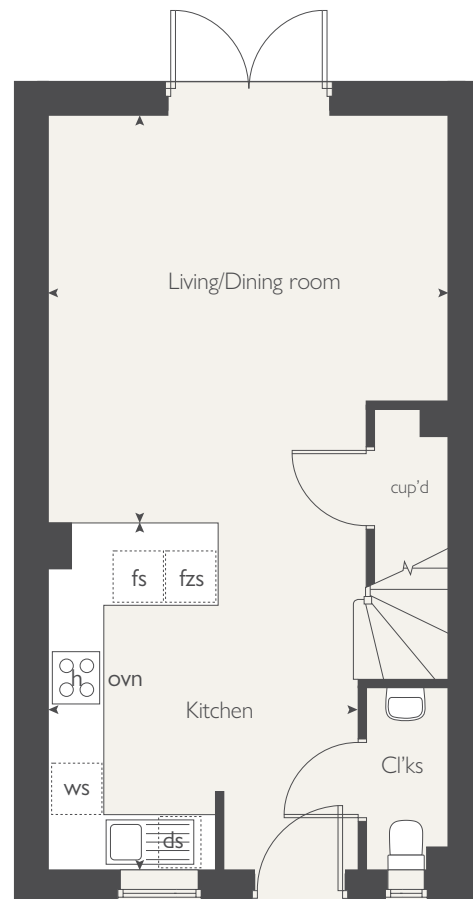 Living/Dining room
cup'd
fs fzs
h ovn
Kitchen
Cl'ks
ws
ds